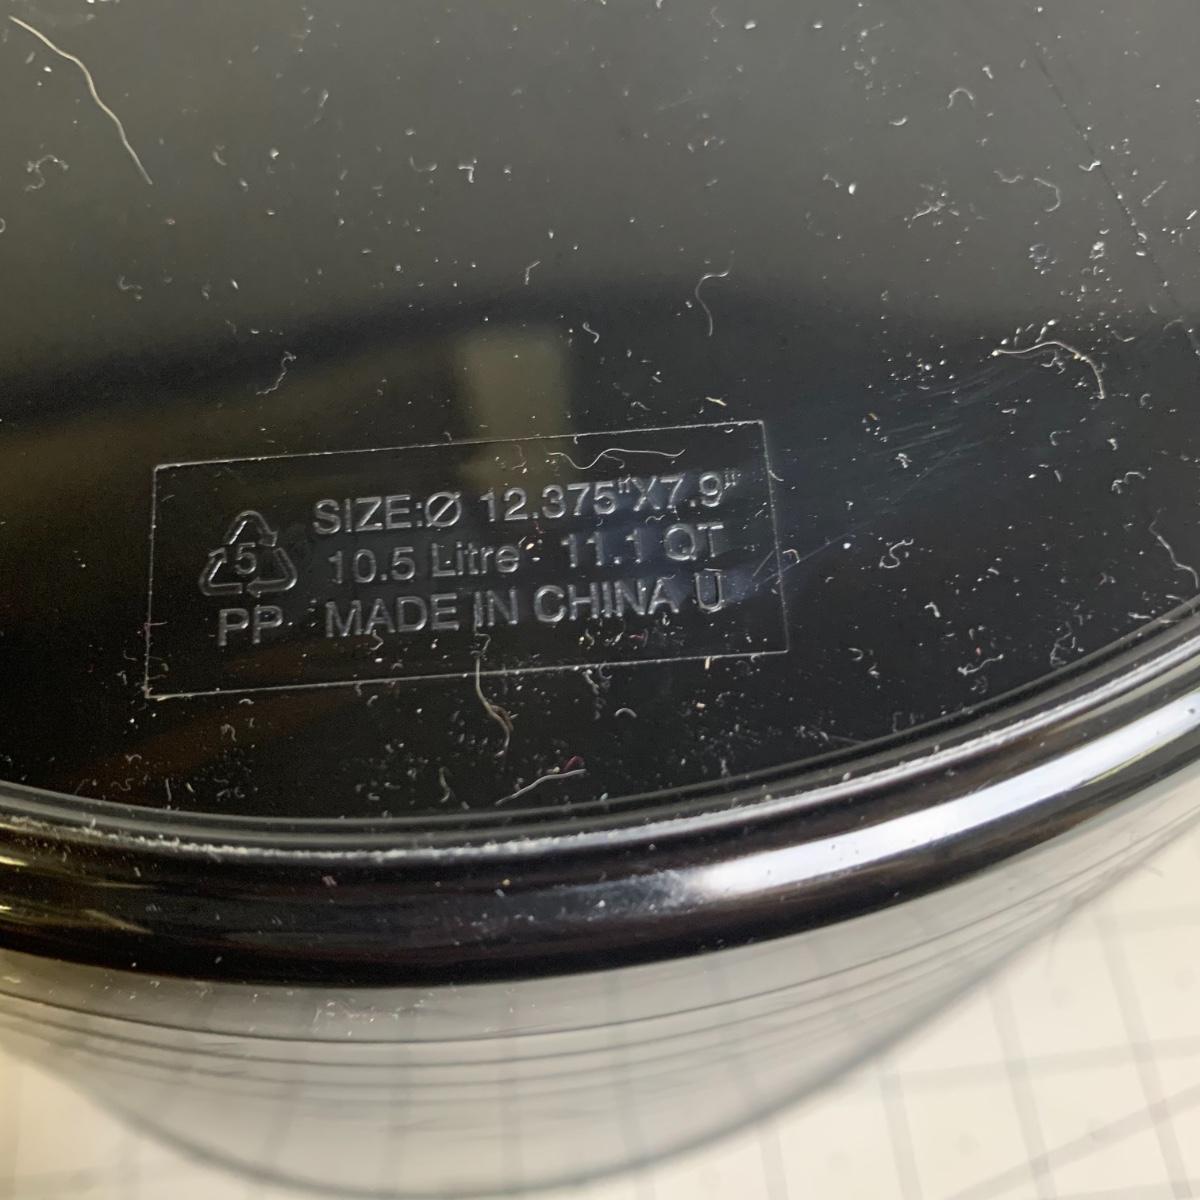 SIZE:Ø 12.375"X7.9"
5 10.5 Litre - 11.1 QT
PP MADE IN CHINA U